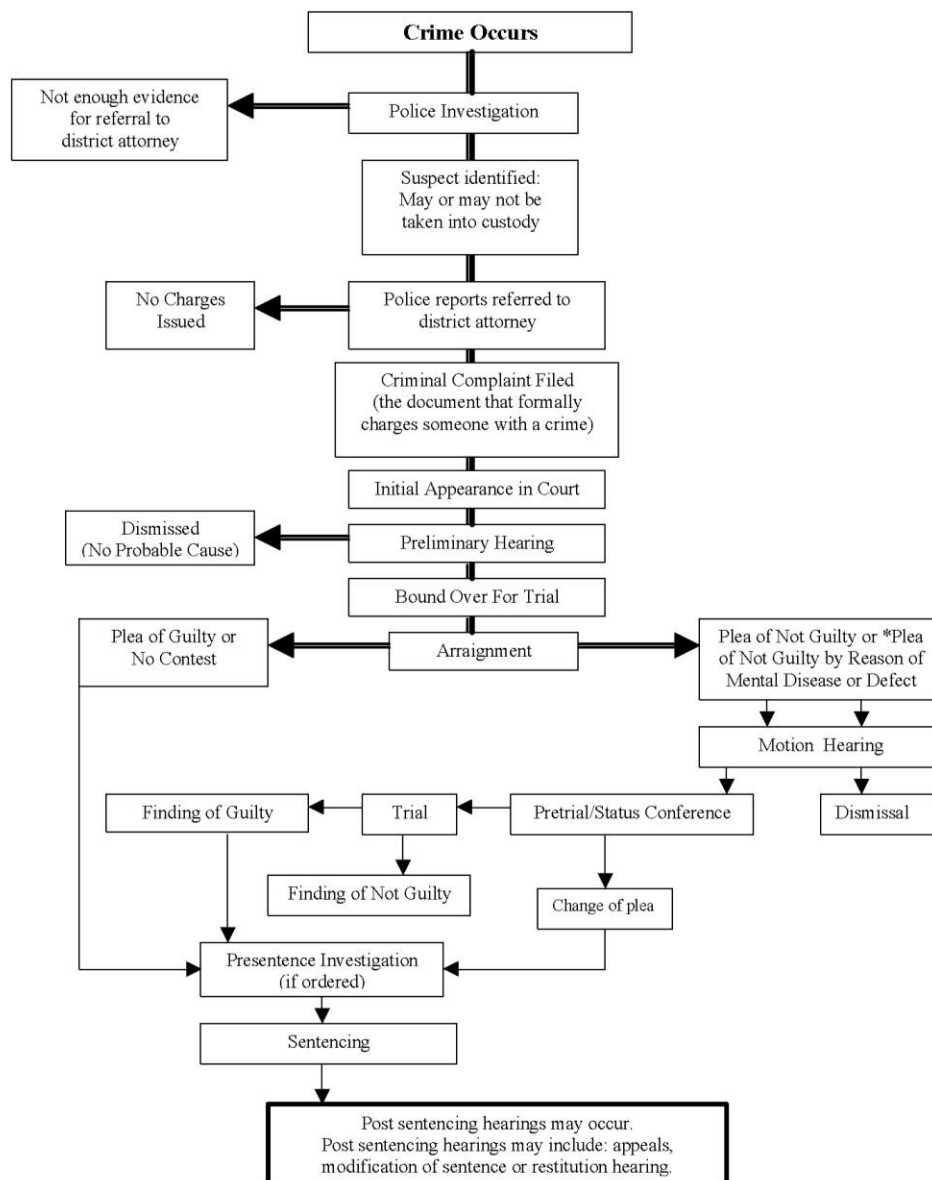 Crime Occurs
Not enough evidence
for referral to
district attorney
Police Investigation
Suspect identified:
May or may not be
taken into custody
No Charges
Issued
Police reports referred to
district attorney
Criminal Complaint Filed
(the document that formally
charges someone with a crime)
Initial Appearance in Court
Dismissed
(No Probable Cause)
Preliminary Hearing
Bound Over For Trial
Plea of Guilty or
No Contest
Arraignment
Plea of Not Guilty or *Plea
of Not Guilty by Reason of
Mental Disease or Defect
Motion Hearing
Finding of Guilty
Trial
Pretrial/Status Conference
Dismissal
Finding of Not Guilty
Change of plea
Presentence Investigation
(if ordered)
Sentencing
Post sentencing hearings may occur.
Post sentencing hearings may include: appeals,
modification of sentence or restitution hearing.